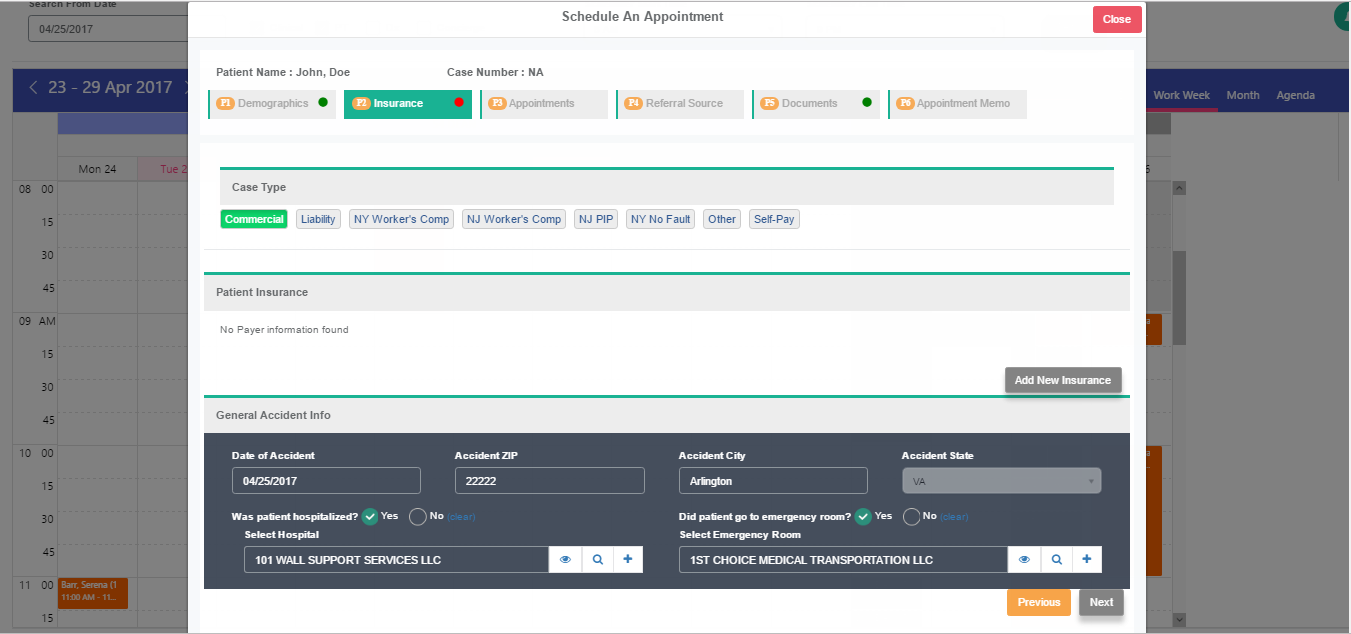 Search From Date
Schedule An Appointment
Close
04/25/2017
Patient Name : John, Doe
Case Number : NA
23 - 29 Apr 2017
P1 Demographics
P2 Insurance
P3 Appointments
P4 Referral Source
P5 Documents
P6 Appointment Memo
Work Week
Month
Agenda
Mon 24
Tue 2
Case Type
Commercial
Liability
NY Worker's Comp
NJ Worker's Comp
NJ PIP
NY No Fault
Other
Self-Pay
08 00
15
30
45
Patient Insurance
09 AM
No Payer information found
15
30
Add New Insurance
45
General Accident Info
10 00
Date of Accident
Accident ZIP
Accident City
Accident State
04/25/2017
22222
Arlington
VA
15
30
Was patient hospitalized? Yes No (clear)
Did patient go to emergency room? Yes No (clear)
Select Hospital
Select Emergency Room
45
101 WALL SUPPORT SERVICES LLC
1ST CHOICE MEDICAL TRANSPORTATION LLC
11 00
Barr, Serena (1
11:00 AM - 11...
Previous
Next
15